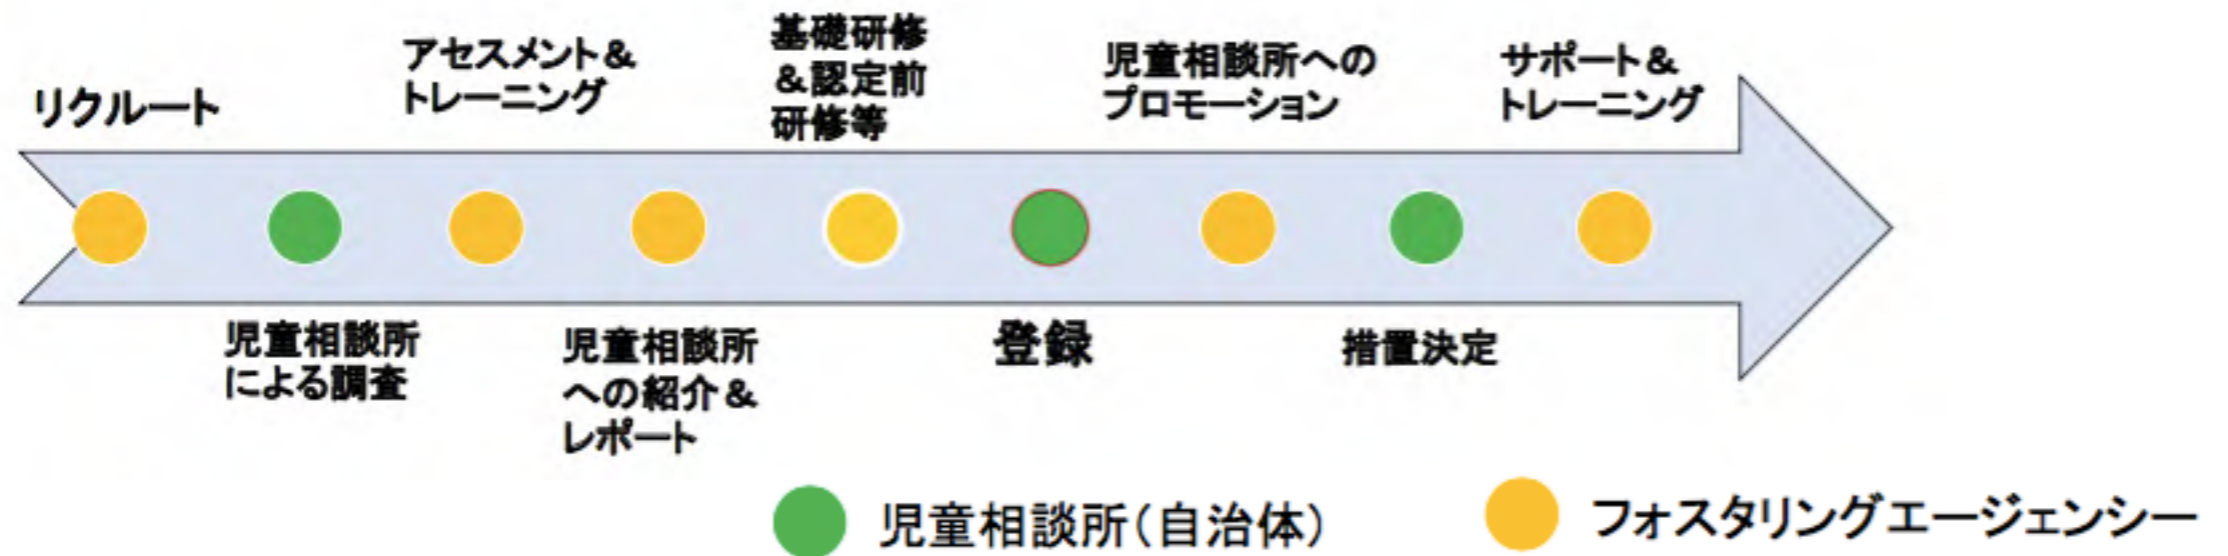 リクルート
児童相談所
による調査
アセスメント&
トレーニング
児童相談所
への紹介&
レポート
基礎研修
&認定前
研修等
登録
児童相談所への
プロモーション
措置決定
サポート&
トレーニング
児童相談所(自治体)
フォスタリングエージェンシー